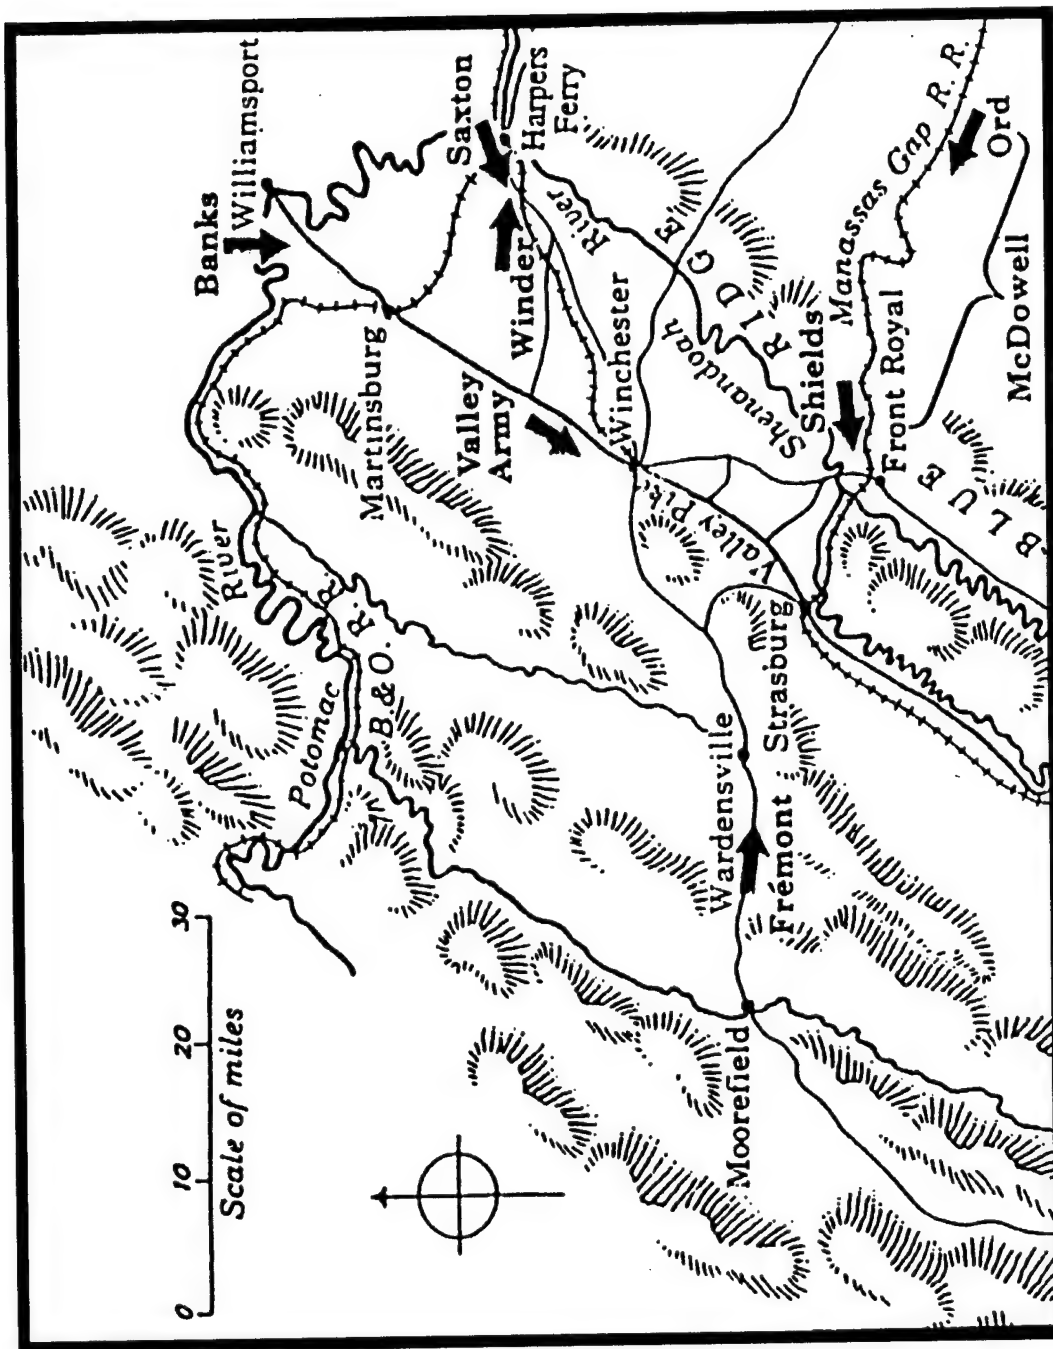 Banks
Williamsport
Saxton
Harpers
Ferry
Winder
River
Shenandoah
Martinsburg
Valley
Army
Winchester
Valley Pike
BLUE RIDGE
Manassas Gap R. R.
Ord
Shields
Front Royal
McDowell
Strasburg
Wardensville
Frémont
Moorefield
Potomac River
B. & O. R. R.
0 10 20 30
Scale of miles